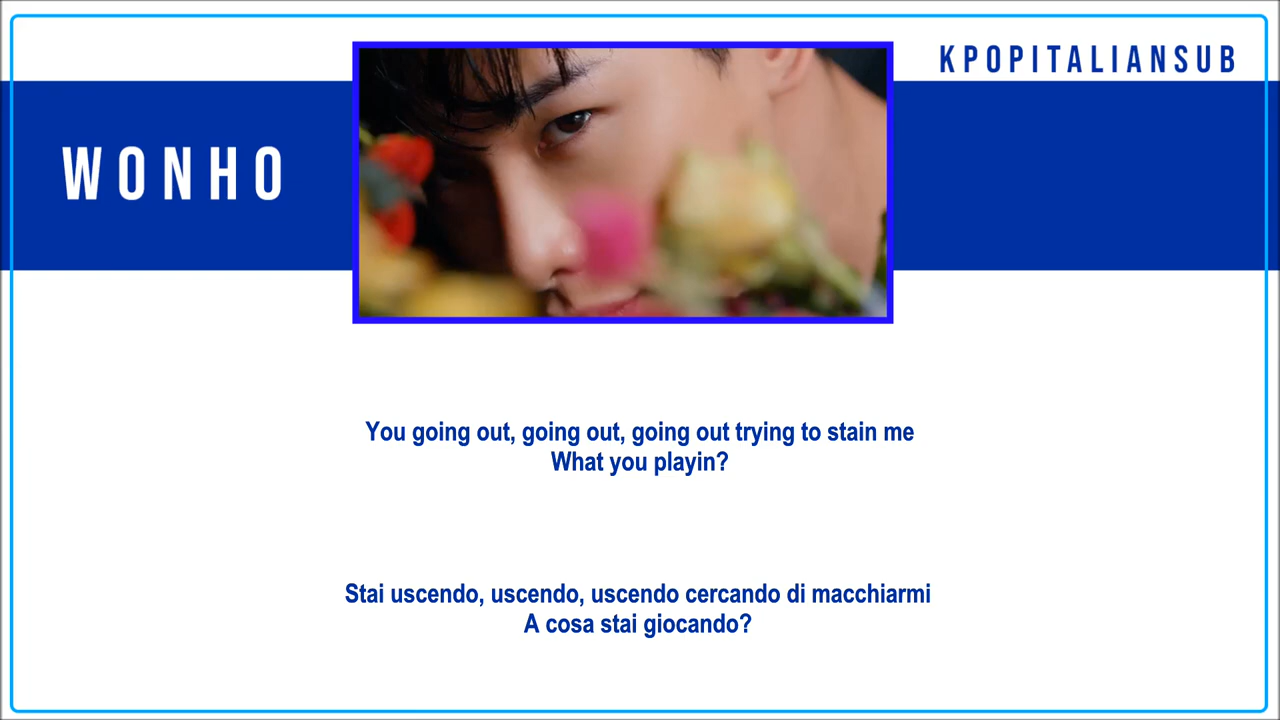 KPOPITALIANSUB
WONHO
You going out, going out, going out trying to stain me
What you playin?
Stai uscendo, uscendo, uscendo cercando di macchiarmi
A cosa stai giocando?